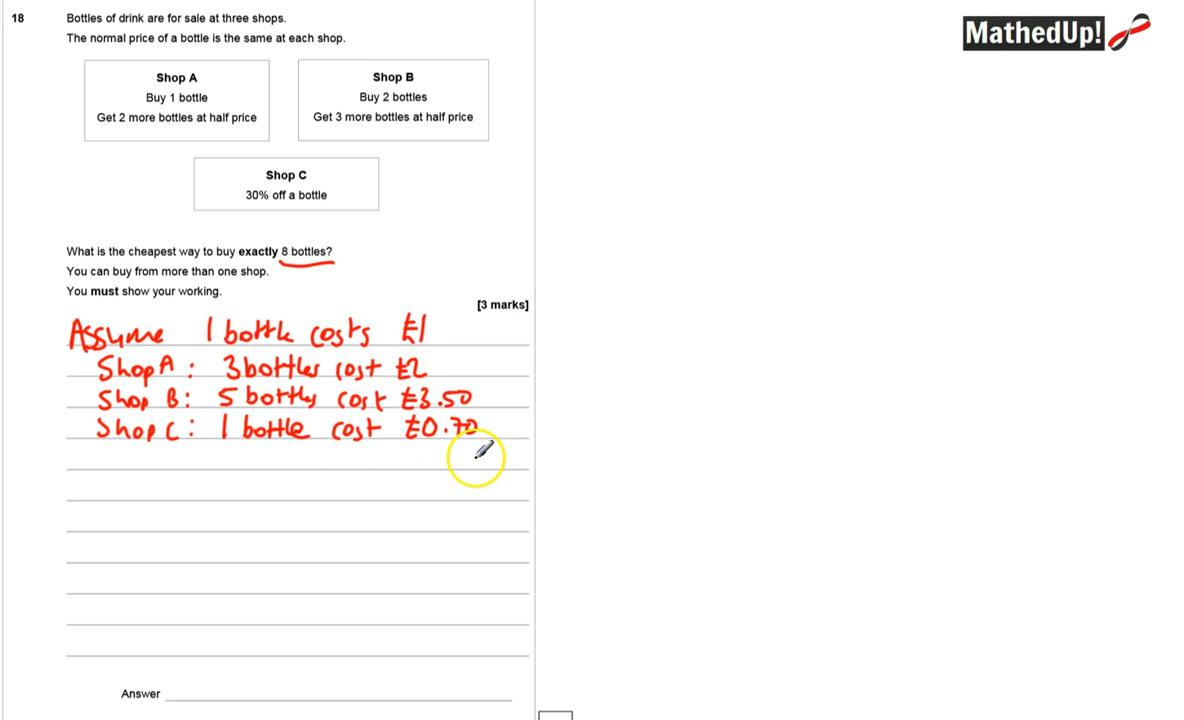 18 Bottles of drink are for sale at three shops.
The normal price of a bottle is the same at each shop.
MathedUp!
Shop A
Buy 1 bottle
Get 2 more bottles at half price
Shop B
Buy 2 bottles
Get 3 more bottles at half price
Shop C
30% off a bottle
What is the cheapest way to buy exactly 8 bottles?
You can buy from more than one shop.
You must show your working.
[3 marks]
Assume 1 bottle costs £1
Shop A : 3 bottles cost £2
Shop B : 5 bottles cost £3.50
Shop C : 1 bottle cost £0.70
Answer